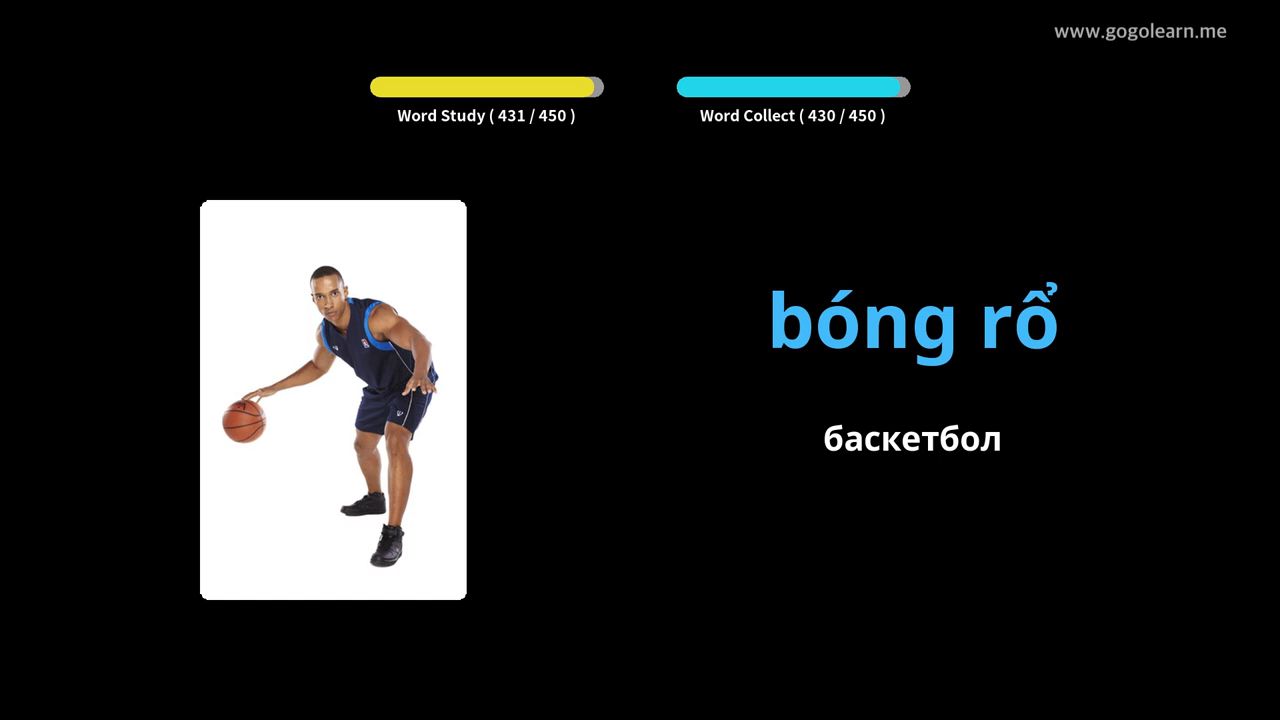 www.gogolearn.me
Word Study ( 431 / 450 )
Word Collect ( 430 / 450 )
bóng rổ
баскетбол